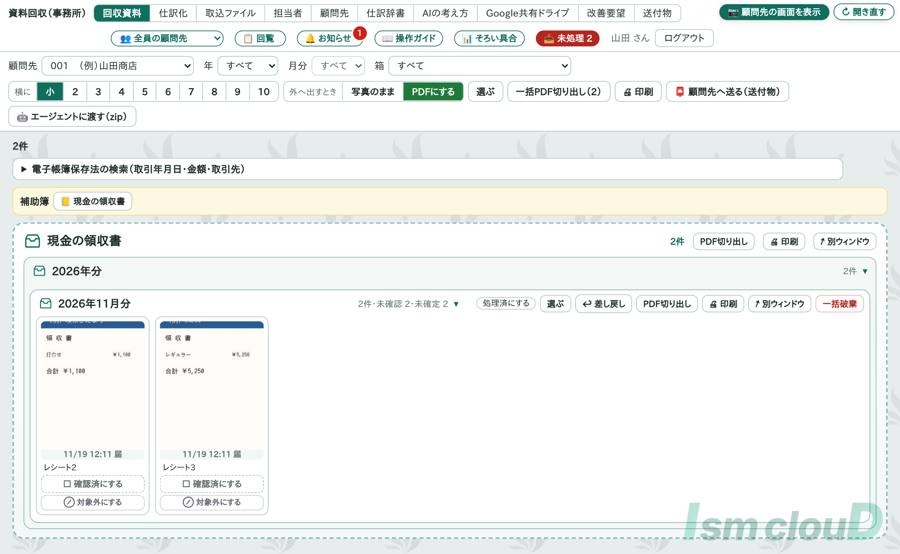 資料回収(事務所) 回収資料 仕訳化 取込ファイル 担当者 顧問先 仕訳辞書 AIの考え方 Google共有ドライブ 改善要望 送付物 📷 顧問先の画面を表示 ↻ 開き直す
👥 全員の顧問先 📋 回覧 🔔 お知らせ 1 📖 操作ガイド 📊 そろい具合 📥 未処理 2 山田 さん ログアウト
顧問先 001 (例)山田商店 年 すべて 月分 すべて 箱 すべて
横に 小 2 3 4 5 6 7 8 9 10 外へ出すとき 写真のまま PDFにする 選ぶ 一括PDF切り出し(2) 🖨 印刷 📮 顧問先へ送る(送付物)
🤖 エージェントに渡す(zip)
2件
▶ 電子帳簿保存法の検索(取引年月日・金額・取引先)
補助簿 📒 現金の領収書
現金の領収書 2件 PDF切り出し 🖨 印刷 ⤴ 別ウィンドウ
2026年分 2件 ▼
2026年11月分 2件・未確認 2・未確定 2 ▼ 処理済にする 選ぶ ↩ 差し戻し PDF切り出し 🖨 印刷 ⤴ 別ウィンドウ 一括破棄
領 収 書 領 収 書
打合せ ¥1,100 レギュラー ¥5,250
合計 ¥1,100 合計 ¥5,250
11/19 12:11 届 11/19 12:11 届
レシート2 レシート3
☐ 確認済にする ☐ 確認済にする
対象外にする 対象外にする
Ism clouD